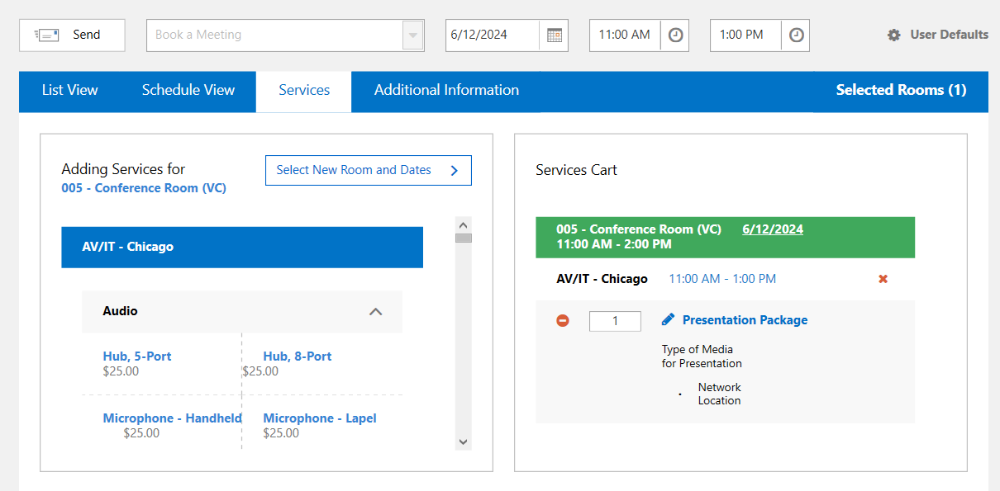 Send
Book a Meeting
6/12/2024
11:00 AM
1:00 PM
User Defaults
List View
Schedule View
Services
Additional Information
Selected Rooms (1)
Adding Services for
005 - Conference Room (VC)
Select New Room and Dates
AV/IT - Chicago
Audio
Hub, 5-Port
$25.00
Hub, 8-Port
$25.00
Microphone - Handheld
$25.00
Microphone - Lapel
$25.00
Services Cart
005 - Conference Room (VC) 6/12/2024
11:00 AM - 2:00 PM
AV/IT - Chicago 11:00 AM - 1:00 PM
1 Presentation Package
Type of Media
for Presentation
Network
Location